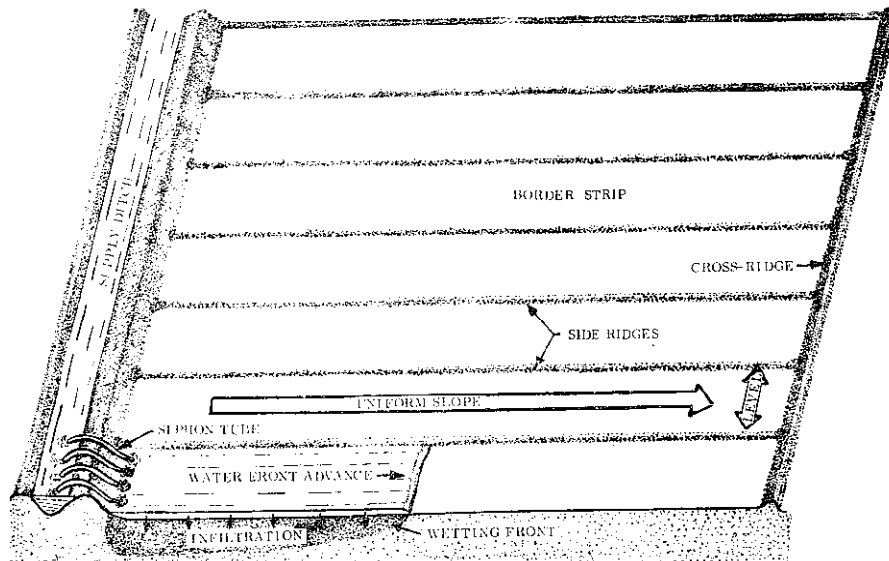 BORDER STRIP
SUPPLY DITCH
CROSS-RIDGE
SIDE RIDGES
UNIFORM SLOPE
LEVEL
SIPHON TUBE
WATER FRONT ADVANCE
INFILTRATION
WETTING FRONT